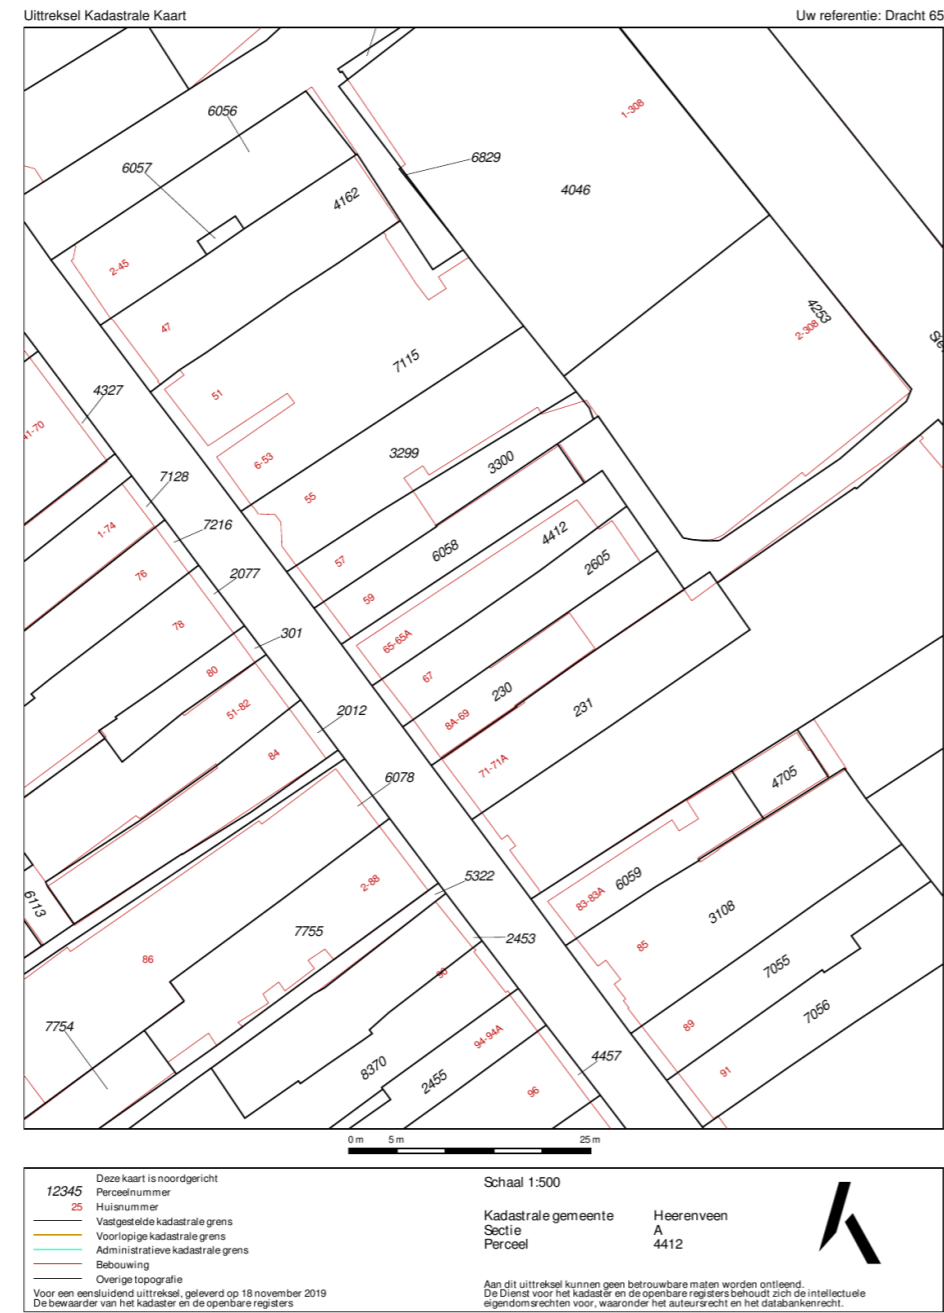 Uittreksel Kadastrale Kaart
Uw referentie: Dracht 65
6056
1-308
6057
6829
4046
4162
2-45
47
4253
2-308
7115
4327
51
3299
6-53
3300
7128
55
1-74
7216
6058
4412
57
2605
76
2077
59
78
301
65-65A
67
80
230
51-82
8A-69
231
2012
84
71-71A
6078
4705
2-88
5322
6059
83-83A
6113
3108
7755
2453
85
86
90
7055
7056
7754
89
94-94A
4457
8370
2455
91
96
0 m 5 m 25 m
Deze kaart is noordgericht
12345 Perceelnummer
25 Huisnummer
Vastgestelde kadastrale grens
Voorlopige kadastrale grens
Administratieve kadastrale grens
Bebouwing
Overige topografie
Voor een eensluidend uittreksel, geleverd op 18 november 2019
De bewaarder van het kadaster en de openbare registers
Schaal 1:500
Kadastrale gemeente Heerenveen
Sectie A
Perceel 4412
Aan dit uittreksel kunnen geen betrouwbare maten worden ontleend.
De Dienst voor het kadaster en de openbare registers behoudt zich de intellectuele
eigendomsrechten voor, waaronder het auteursrecht en het databankenrecht.